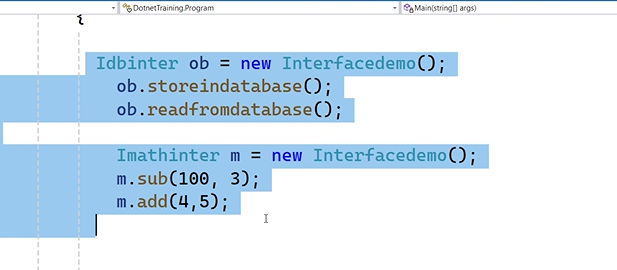 DotnetTraining.Program
Main(string[] args)
{
Idbinter ob = new Interfacedemo();
ob.storeindatabase();
ob.readfromdatabase();
Imathinter m = new Interfacedemo();
m.sub(100, 3);
m.add(4,5);